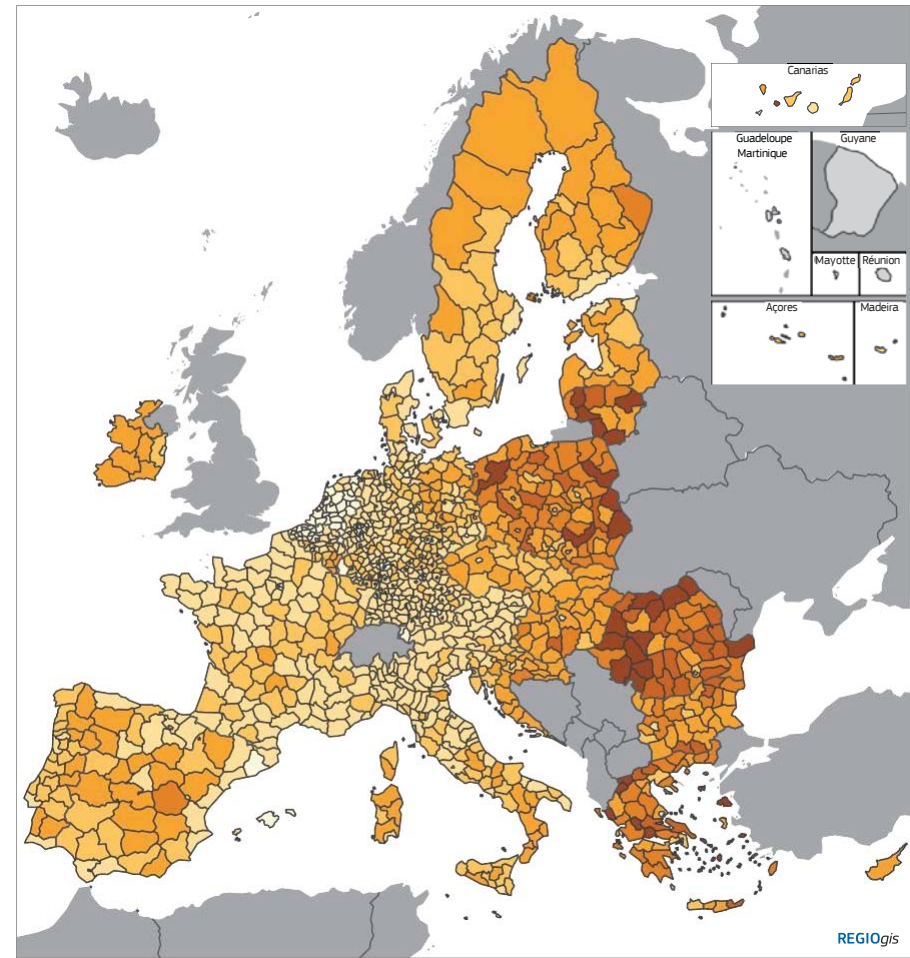 Canarias
Guadeloupe
Martinique
Guyane
Mayotte
Réunion
Açores
Madeira
REGIOgis